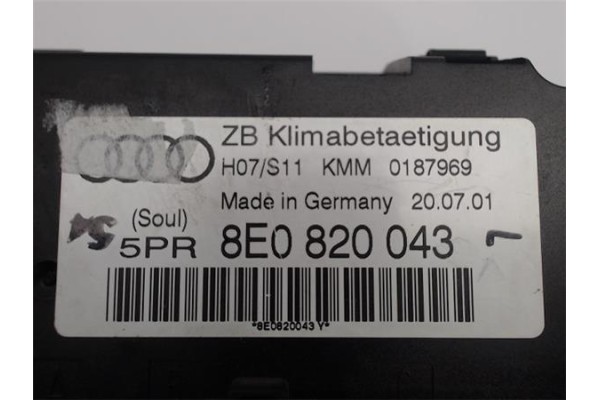 ZB Klimabetaetigung
H07/S11 KMM 0187969
Made in Germany 20.07.01
(Soul)
5PR 8E0 820 043
*8E0820043 Y*